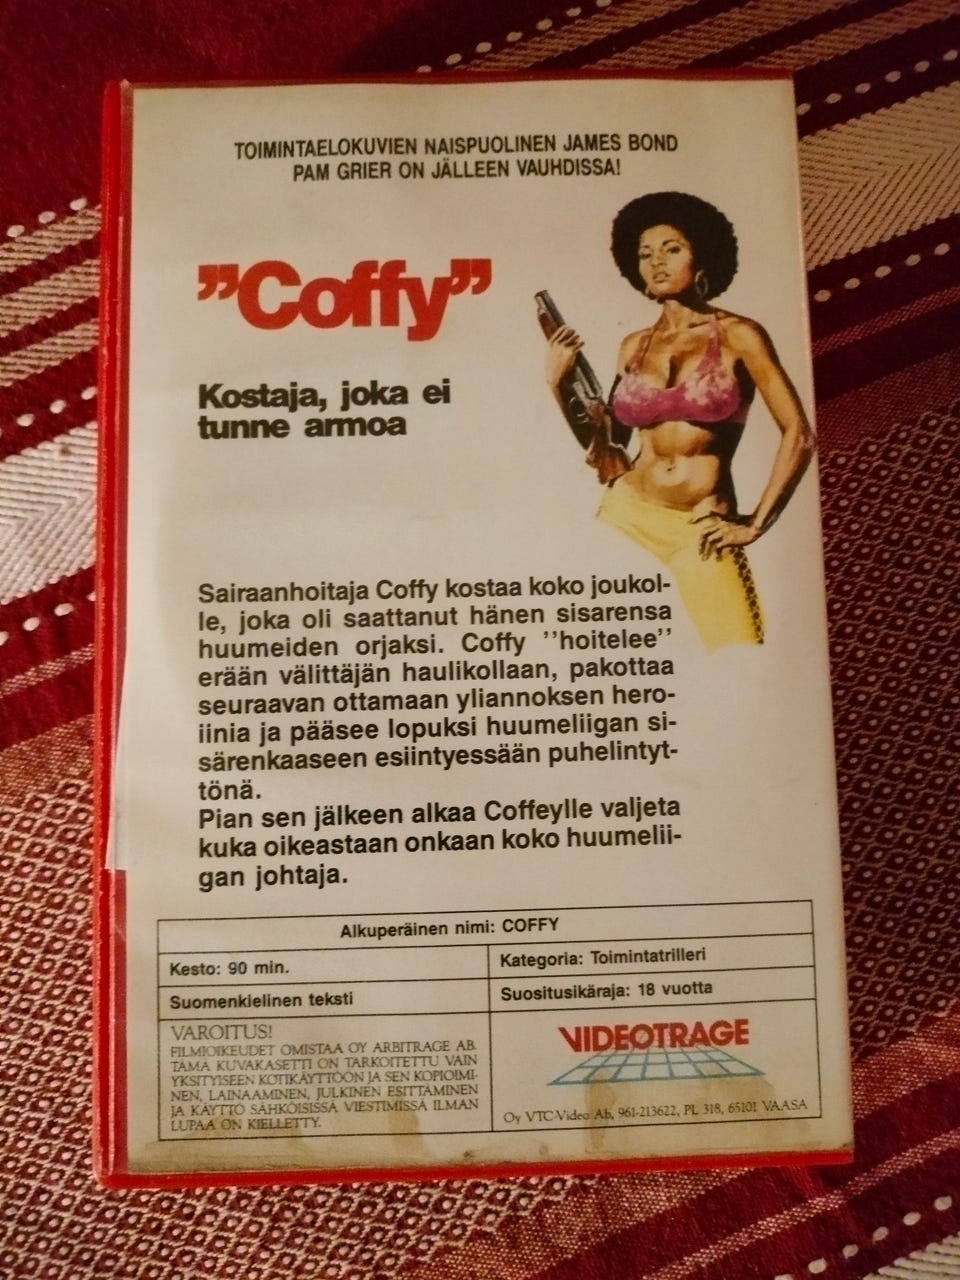 TOIMINTAELOKUVIEN NAISPUOLINEN JAMES BOND
PAM GRIER ON JÄLLEEN VAUHDISSA!
”Coffy”
Kostaja, joka ei
tunne armoa
Sairaanhoitaja Coffy kostaa koko joukol-
le, joka oli saattanut hänen sisarensa
huumeiden orjaksi. Coffy ’’hoitelee’’
erään välittäjän haulikollaan, pakottaa
seuraavan ottamaan yliannoksen hero-
iinia ja pääsee lopuksi huumeliigan si-
särenkaaseen esiintyessään puhelintyt-
tönä.
Pian sen jälkeen alkaa Coffeylle valjeta
kuka oikeastaan onkaan koko huumelii-
gan johtaja.
Alkuperäinen nimi: COFFY
Kesto: 90 min.
Kategoria: Toimintatrilleri
Suomenkielinen teksti
Suositusikäraja: 18 vuotta
VAROITUS!
FILMIOIKEUDET OMISTAA OY ARBITRAGE AB.
TÄMÄ KUVAKASETTI ON TARKOITETTU VAIN
YKSITYISEEN KOTIKÄYTTÖÖN JA SEN KOPIOIMI-
NEN, LAINAAMINEN, JULKINEN ESITTÄMINEN
JA KÄYTTÖ SÄHKÖISISSÄ VIESTIMISSÄ ILMAN
LUPAA ON KIELLETTY.
VIDEOTRAGE
Oy VTC-Video Ab, 961-213622, PL 318, 65101 VAASA